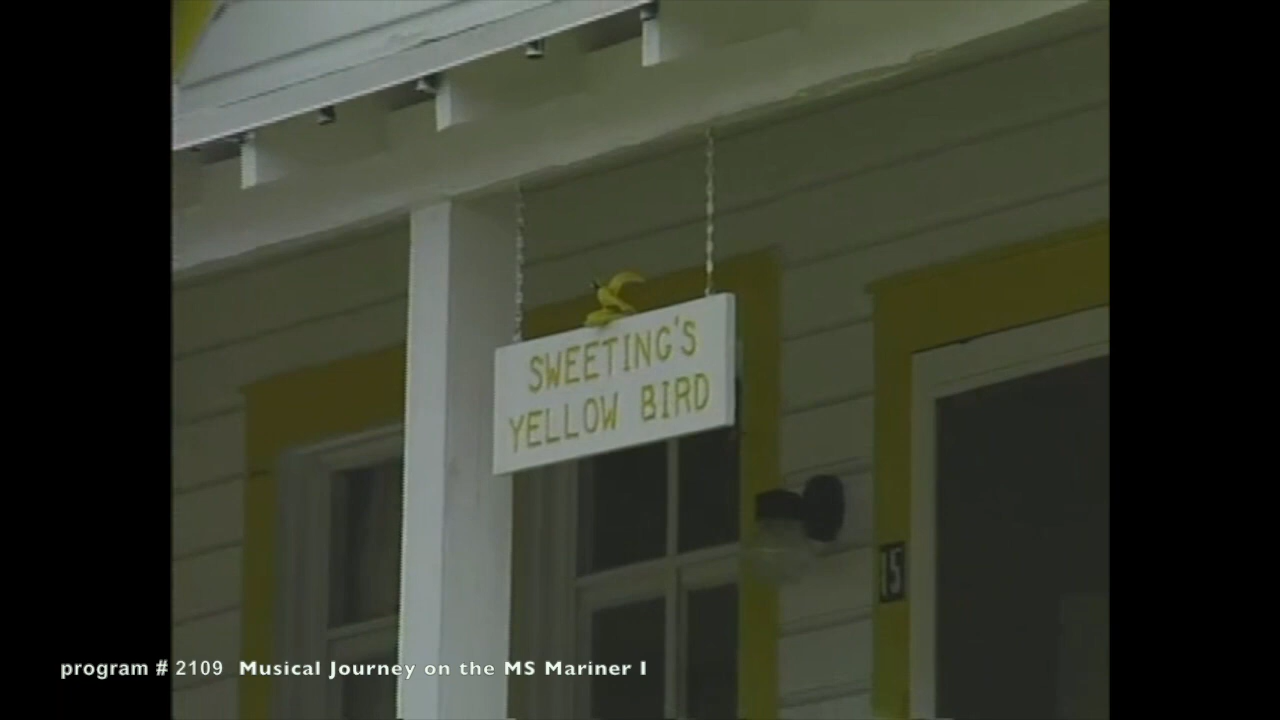 SWEETING'S
YELLOW BIRD
15
program # 2109 Musical Journey on the MS Mariner I